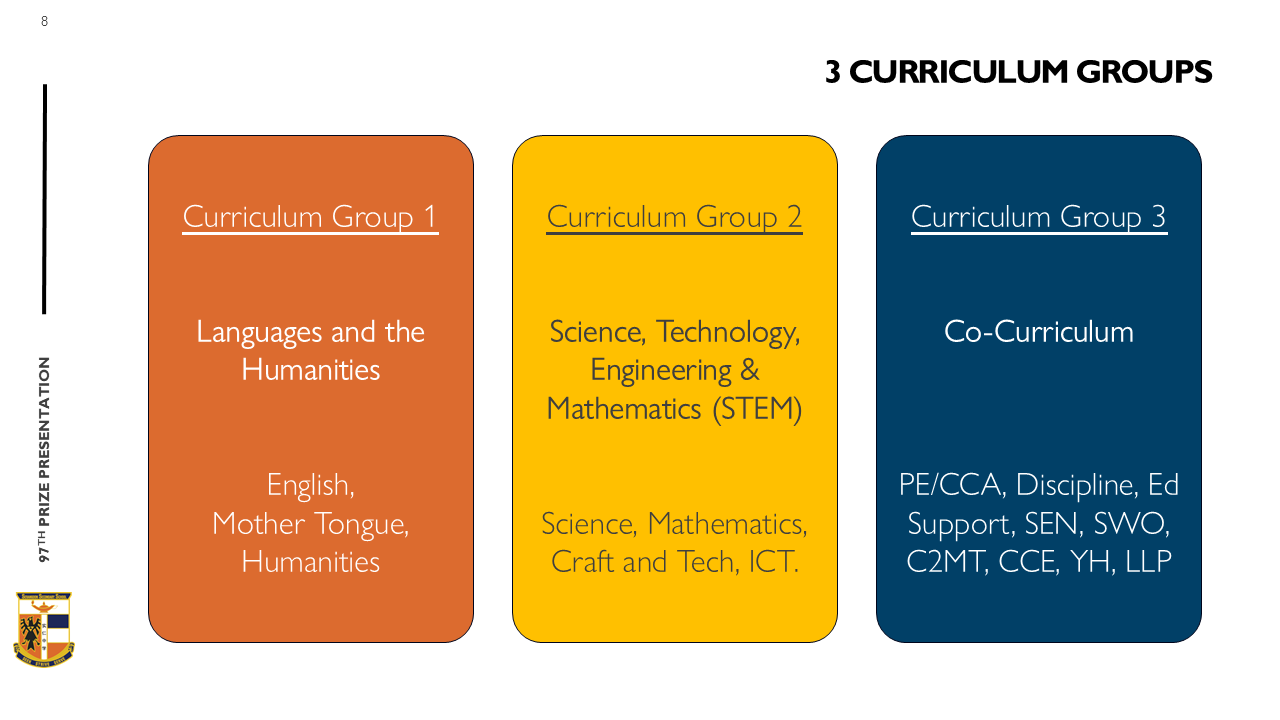 8
3 CURRICULUM GROUPS
Curriculum Group 1
Languages and the
Humanities
English,
Mother Tongue,
Humanities
Curriculum Group 2
Science, Technology,
Engineering &
Mathematics (STEM)
Science, Mathematics,
Craft and Tech, ICT.
Curriculum Group 3
Co-Curriculum
PE/CCA, Discipline, Ed
Support, SEN, SWO,
C2MT, CCE, YH, LLP
97TH PRIZE PRESENTATION